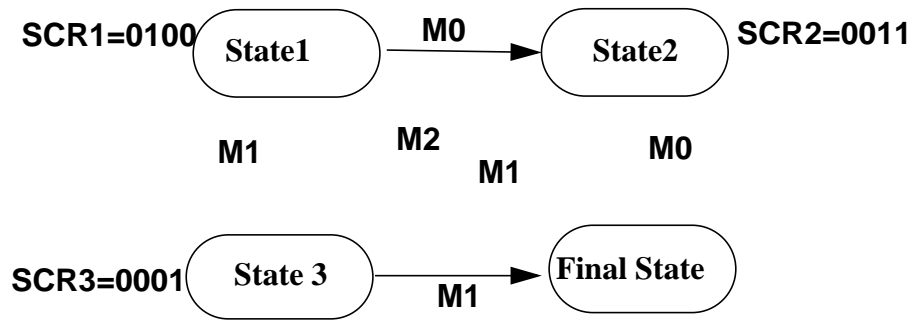 SCR1=0100 State1 M0 State2 SCR2=0011
M1 M2 M0
M1
SCR3=0001 State 3 M1 Final State